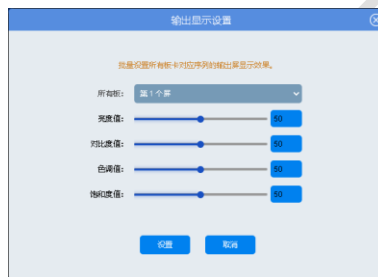 输出显示设置
批量设置所有板卡对应序列的输出屏显示效果。
所有板: 第1个屏
亮度值: 50
对比度值: 50
色调值: 50
饱和度值: 50
设置 取消